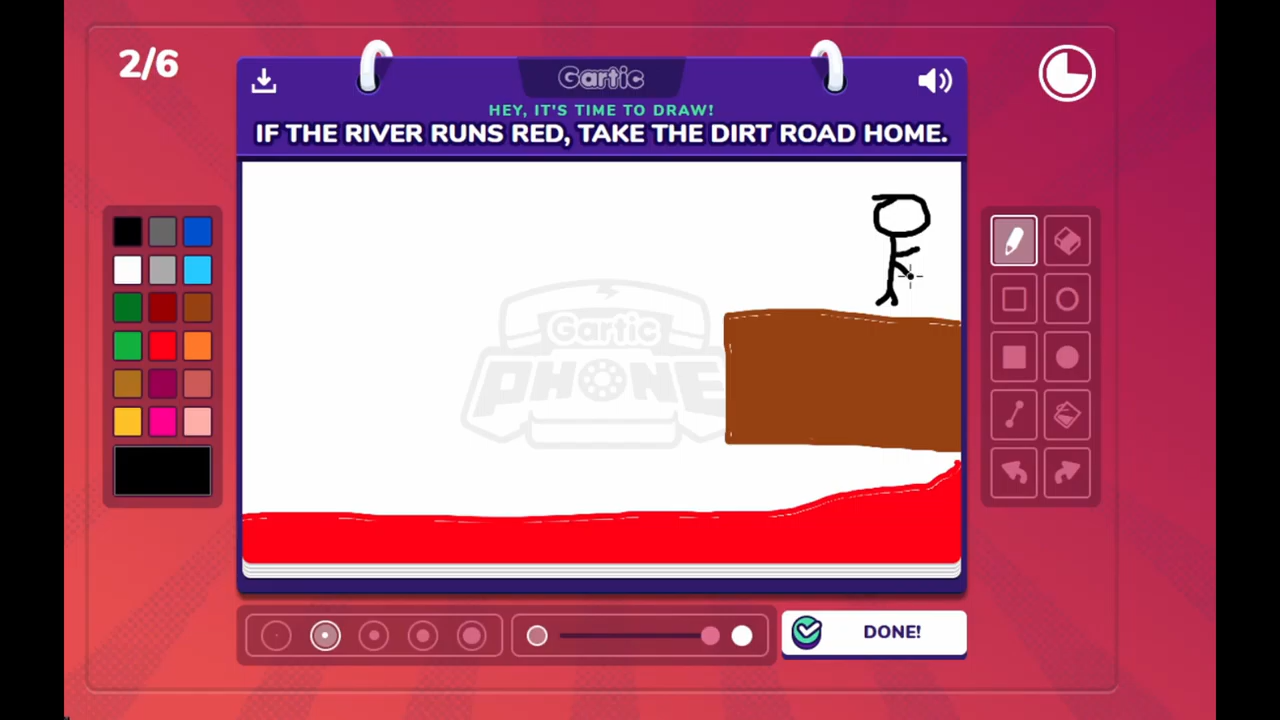 2/6
Gartic
HEY, IT'S TIME TO DRAW!
IF THE RIVER RUNS RED, TAKE THE DIRT ROAD HOME.
Gartic
PHONE
DONE!